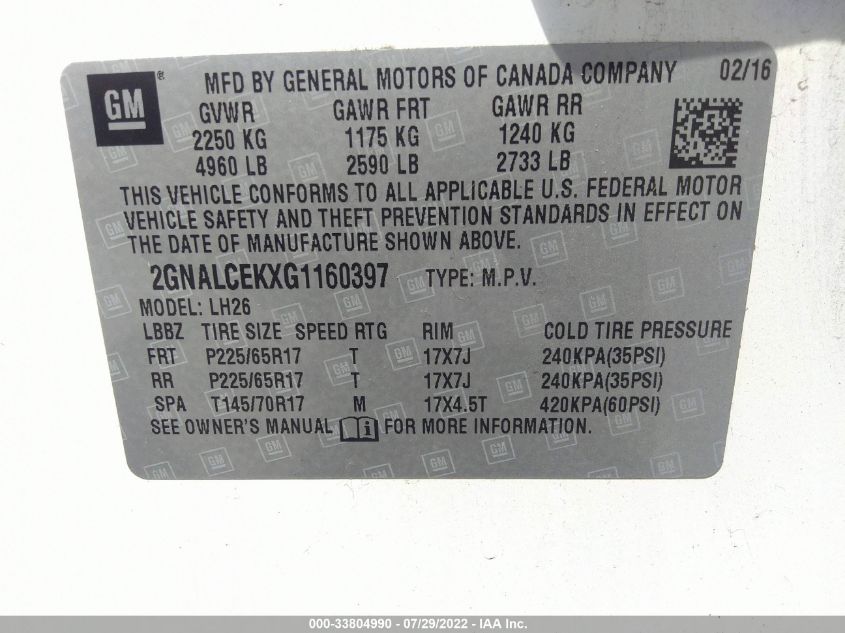 GM ® MFD BY GENERAL MOTORS OF CANADA COMPANY 02/16
GVWR GAWR FRT GAWR RR
2250 KG 1175 KG 1240 KG
4960 LB 2590 LB 2733 LB
THIS VEHICLE CONFORMS TO ALL APPLICABLE U.S. FEDERAL MOTOR
VEHICLE SAFETY AND THEFT PREVENTION STANDARDS IN EFFECT ON
THE DATE OF MANUFACTURE SHOWN ABOVE.
2GNALCEKXG1160397 TYPE: M.P.V.
MODEL: LH26
LBBZ TIRE SIZE SPEED RTG RIM COLD TIRE PRESSURE
FRT P225/65R17 T 17X7J 240KPA(35PSI)
RR P225/65R17 T 17X7J 240KPA(35PSI)
SPA T145/70R17 M 17X4.5T 420KPA(60PSI)
SEE OWNER'S MANUAL i FOR MORE INFORMATION.
000-33804990 - 07/29/2022 - IAA Inc.